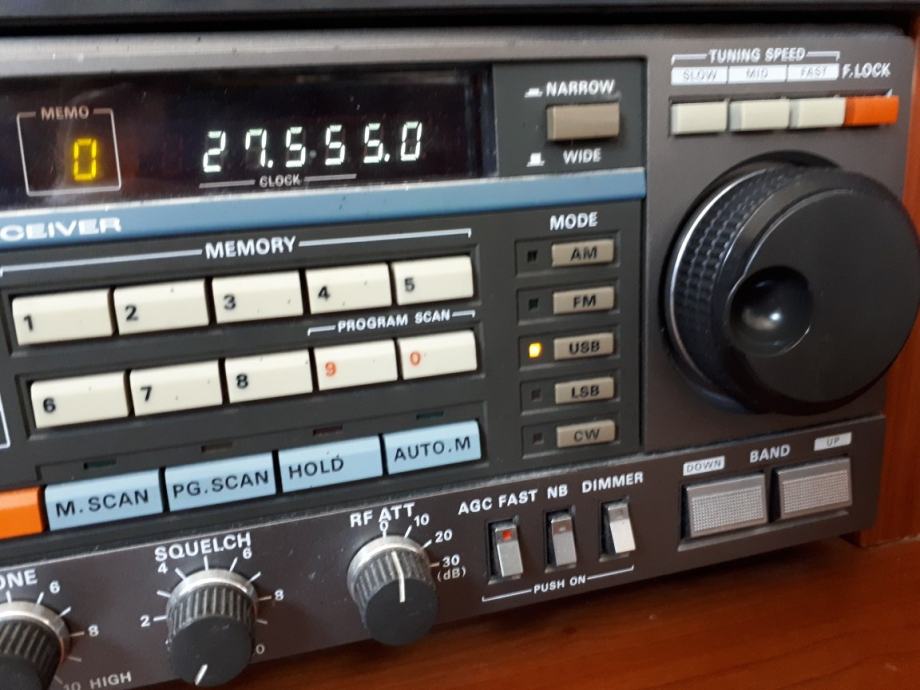 TUNING SPEED
SLOW MID FAST F.LOCK
MEMO
0
27.555.0
CLOCK
NARROW
WIDE
CEIVER
MEMORY
MODE
1 2 3 4 5
AM
FM
PROGRAM SCAN
USB
6 7 8 9 0
LSB
CW
M.SCAN PG.SCAN HOLD AUTO.M
DOWN BAND UP
AGC FAST NB DIMMER
PUSH ON
RF ATT
0 10 20 30
(dB)
SQUELCH
2 4 6 8
ONE
6 8 10
HIGH